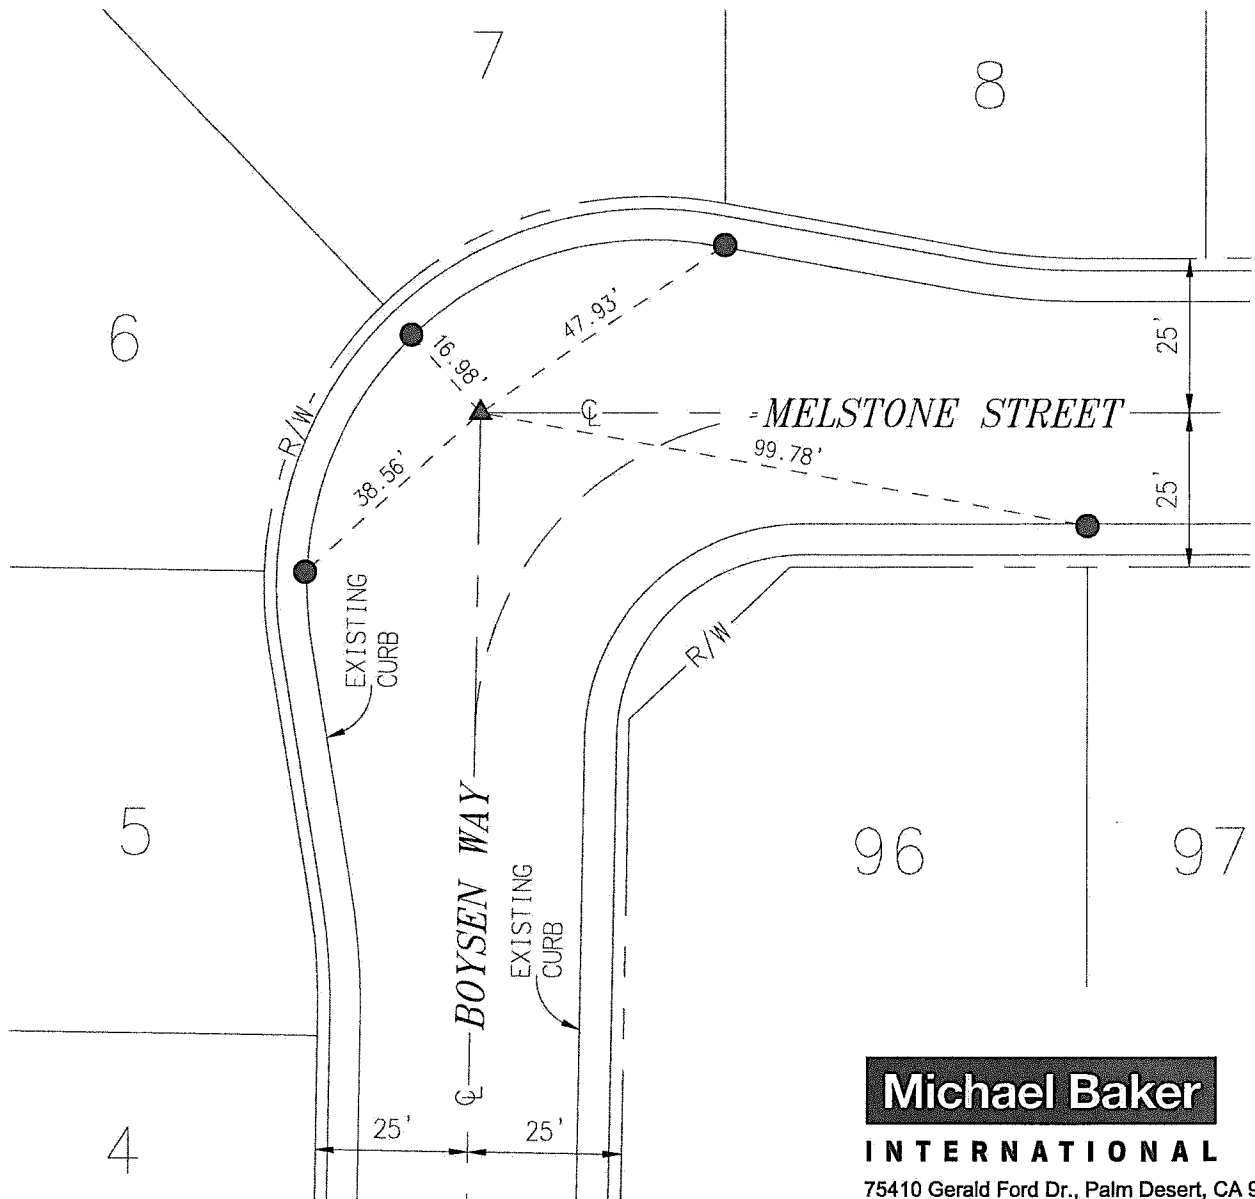 7
8
6
47.93'
16.98'
25'
R/W
℄
MELSTONE STREET
99.78'
38.56'
25'
EXISTING
CURB
R/W
5
BOYSEN WAY
96
97
EXISTING
CURB
℄
25'
25'
4
Michael Baker
INTERNATIONAL
75410 Gerald Ford Dr., Palm Desert, CA 9